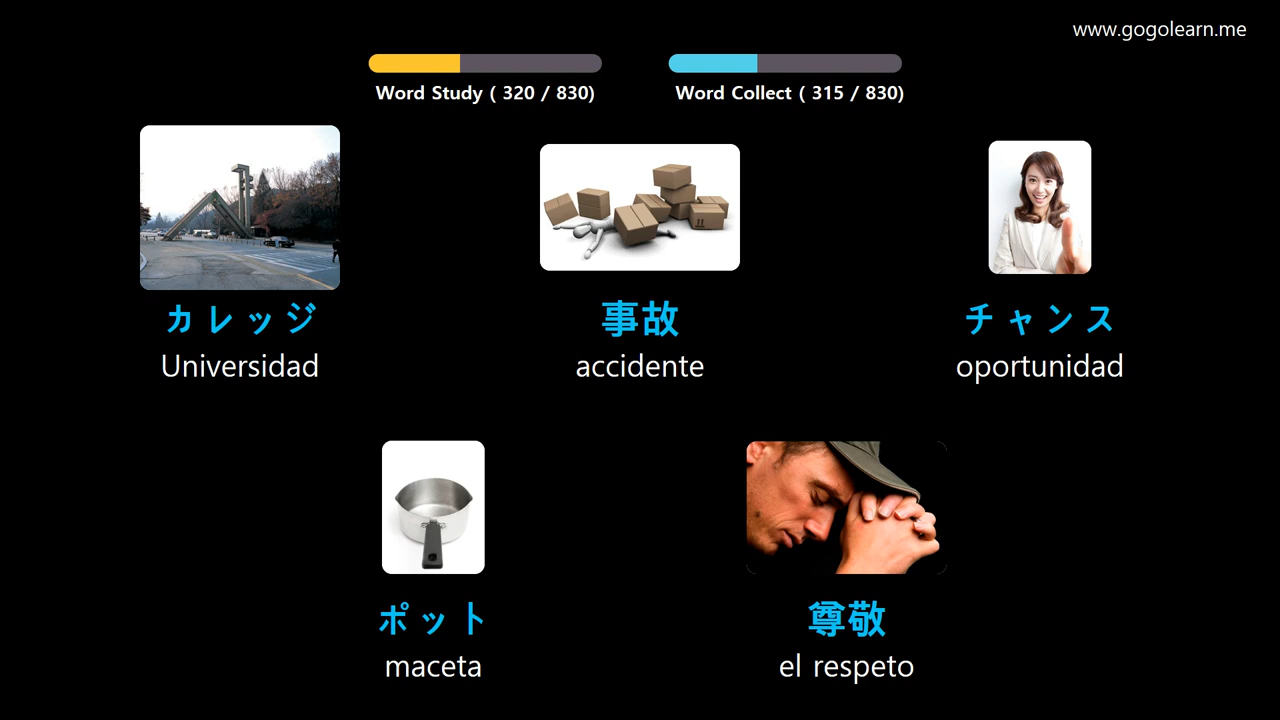 www.gogolearn.me
Word Study ( 320 / 830)
Word Collect ( 315 / 830)
カレッジ
Universidad
事故
accidente
チャンス
oportunidad
ポット
maceta
尊敬
el respeto